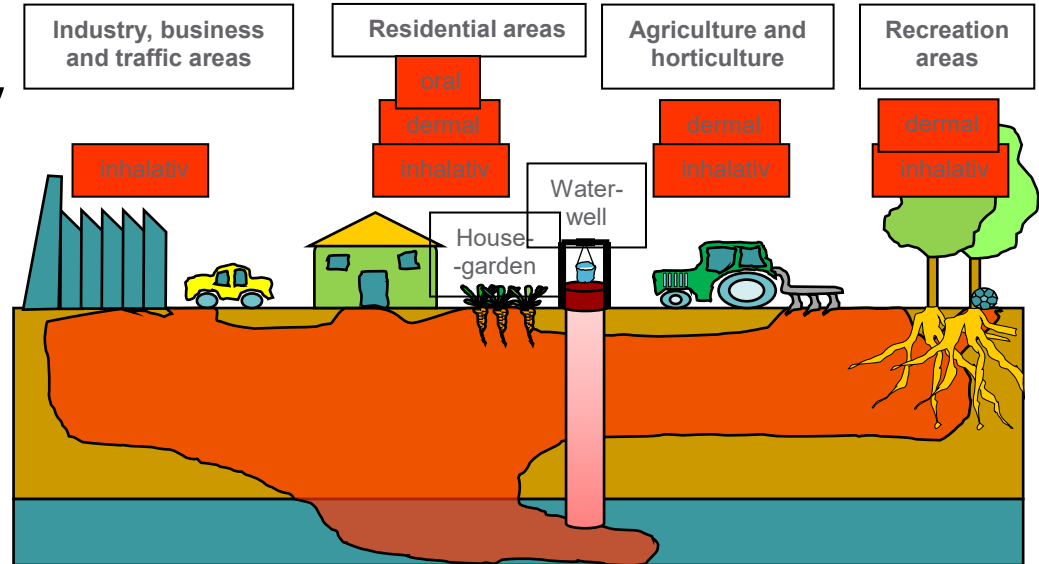 Industry, business
and traffic areas
Residential areas
Agriculture and
horticulture
Recreation
areas
oral
dermal
dermal
dermal
inhalativ
inhalativ
inhalativ
inhalativ
Water-
well
House-
-garden